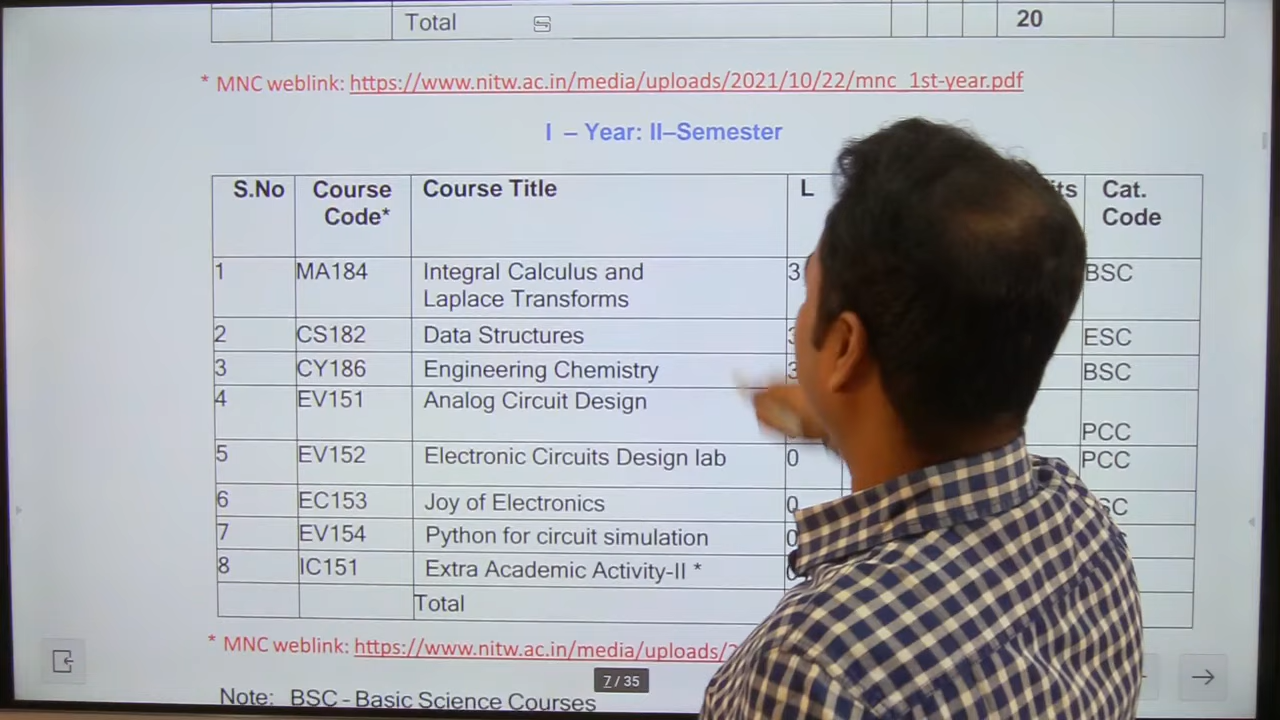 Total 20
* MNC weblink: https://www.nitw.ac.in/media/uploads/2021/10/22/mnc_1st-year.pdf
I – Year: II–Semester
S.No Course Code* Course Title L Cat. Code
1 MA184 Integral Calculus and Laplace Transforms 3 BSC
2 CS182 Data Structures 3 ESC
3 CY186 Engineering Chemistry 3 BSC
4 EV151 Analog Circuit Design PCC
5 EV152 Electronic Circuits Design lab 0 PCC
6 EC153 Joy of Electronics 0
7 EV154 Python for circuit simulation 0
8 IC151 Extra Academic Activity-II * 0
Total
* MNC weblink: https://www.nitw.ac.in/media/uploads/
7 / 35
Note: BSC - Basic Science Courses